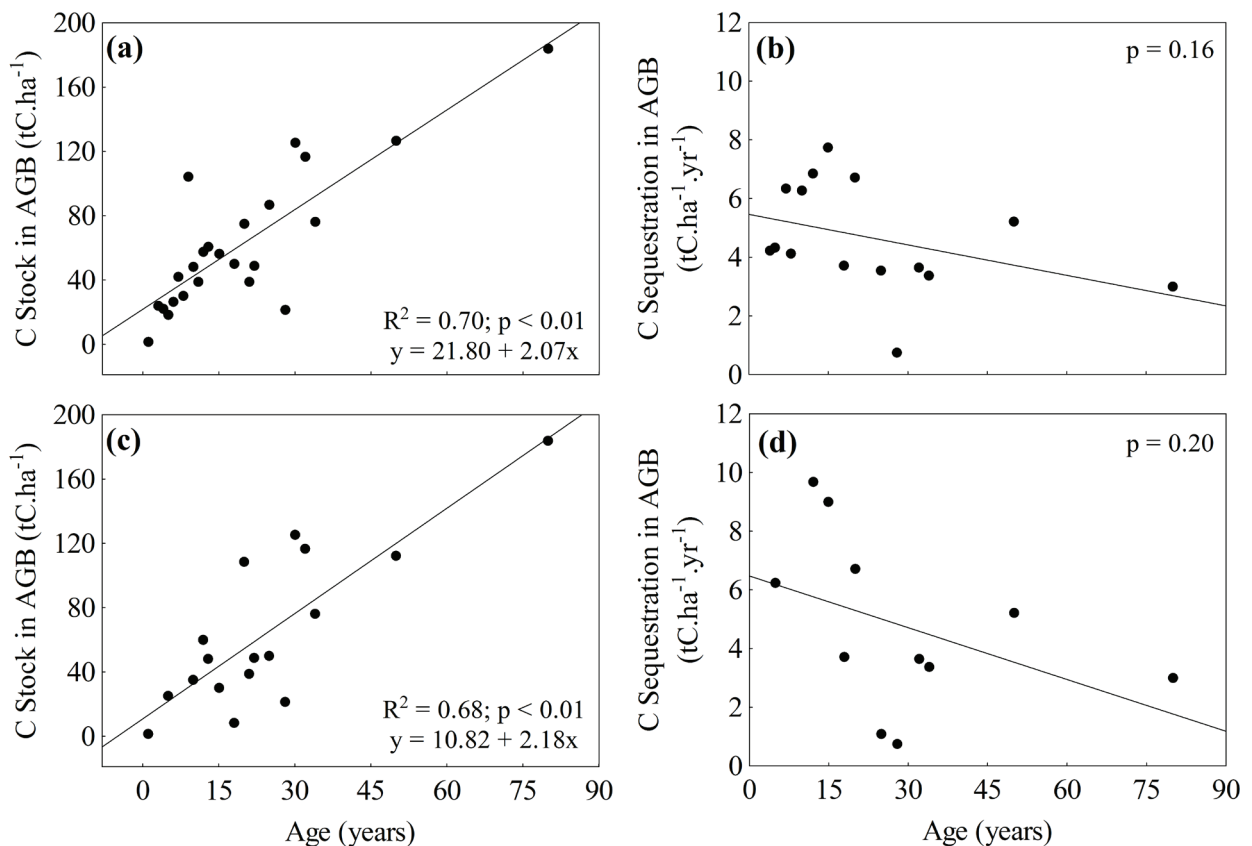 (a)
C Stock in AGB (tC.ha⁻¹)
200
160
120
80
40
0
R² = 0.70; p < 0.01
y = 21.80 + 2.07x
(b)
p = 0.16
C Sequestration in AGB
(tC.ha⁻¹.yr⁻¹)
12
10
8
6
4
2
0
(c)
C Stock in AGB (tC.ha⁻¹)
200
160
120
80
40
0
R² = 0.68; p < 0.01
y = 10.82 + 2.18x
0 15 30 45 60 75 90
Age (years)
(d)
p = 0.20
C Sequestration in AGB
(tC.ha⁻¹.yr⁻¹)
12
10
8
6
4
2
0
0 15 30 45 60 75 90
Age (years)